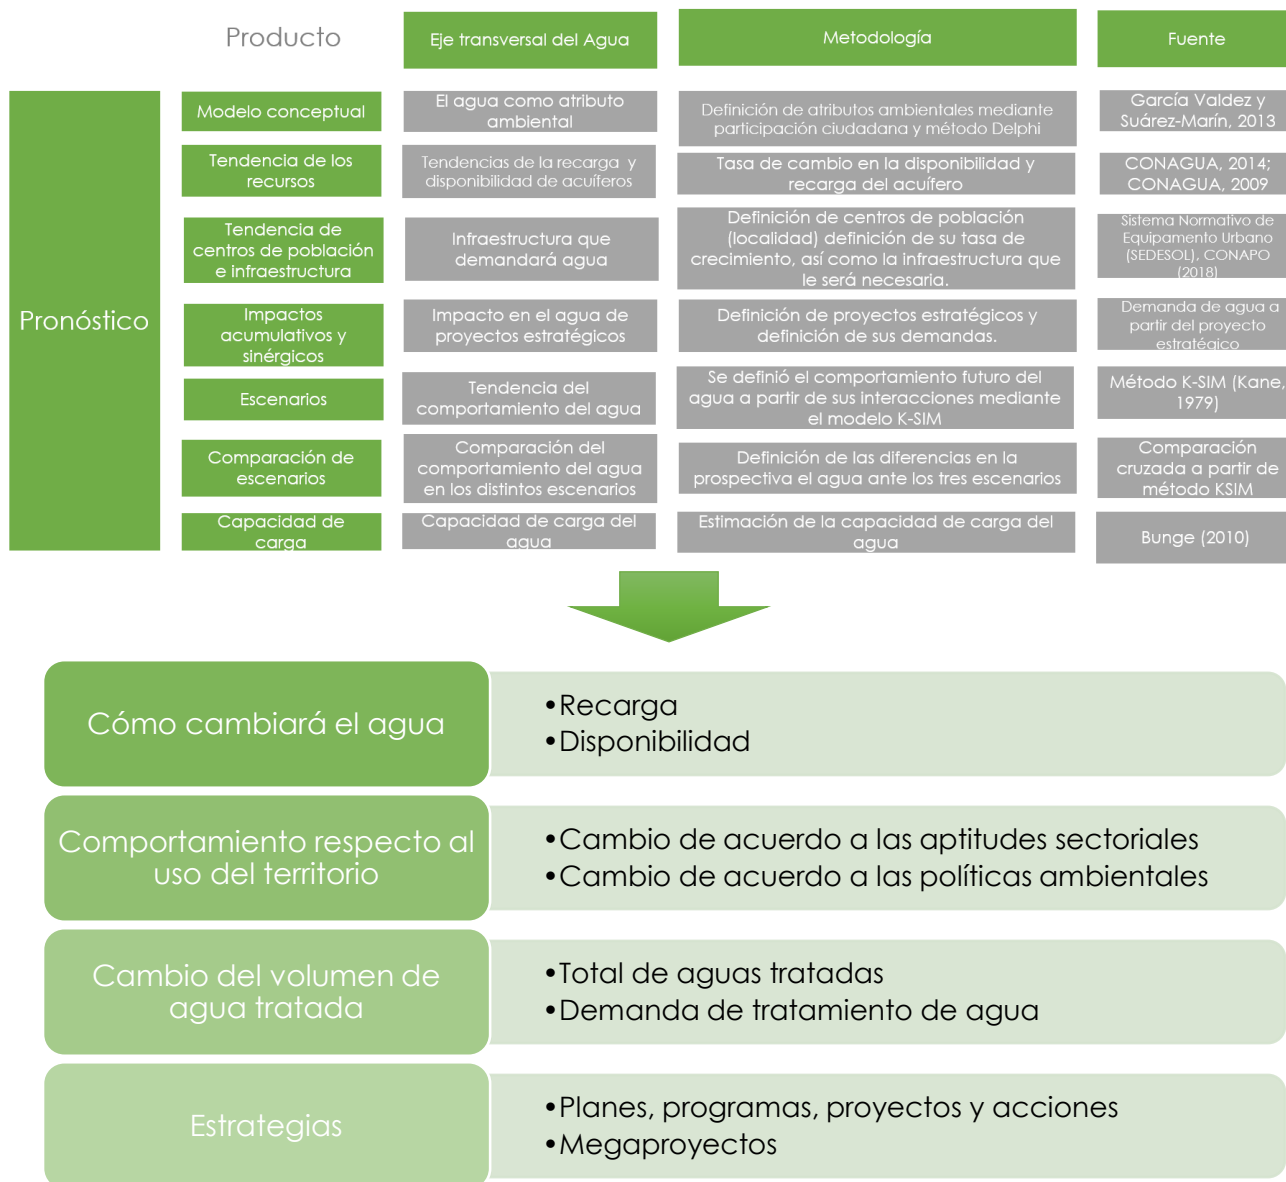 Producto
Eje transversal del Agua
Metodología
Fuente
Pronóstico
Modelo conceptual
El agua como atributo
ambiental
Definición de atributos ambientales mediante
participación ciudadana y método Delphi
García Valdez y
Suárez-Marín, 2013
Tendencia de los
recursos
Tendencias de la recarga y
disponibilidad de acuíferos
Tasa de cambio en la disponibilidad y
recarga del acuífero
CONAGUA, 2014;
CONAGUA, 2009
Tendencia de
centros de población
e infraestructura
Infraestructura que
demandará agua
Definición de centros de población
(localidad) definición de su tasa de
crecimiento, así como la infraestructura que
le será necesaria.
Sistema Normativo de
Equipamento Urbano
(SEDESOL), CONAPO
(2018)
Impactos
acumulativos y
sinérgicos
Impacto en el agua de
proyectos estratégicos
Definición de proyectos estratégicos y
definición de sus demandas.
Demanda de agua a
partir del proyecto
estratégico
Escenarios
Tendencia del
comportamiento del agua
Se definió el comportamiento futuro del
agua a partir de sus interacciones mediante
el modelo K-SIM
Método K-SIM (Kane,
1979)
Comparación de
escenarios
Comparación del
comportamiento del agua
en los distintos escenarios
Definición de las diferencias en la
prospectiva el agua ante los tres escenarios
Comparación
cruzada a partir de
método KSIM
Capacidad de
carga
Capacidad de carga del
agua
Estimación de la capacidad de carga del
agua
Bunge (2010)
Cómo cambiará el agua
•Recarga
•Disponibilidad
Comportamiento respecto al
uso del territorio
•Cambio de acuerdo a las aptitudes sectoriales
•Cambio de acuerdo a las políticas ambientales
Cambio del volumen de
agua tratada
•Total de aguas tratadas
•Demanda de tratamiento de agua
Estrategias
•Planes, programas, proyectos y acciones
•Megaproyectos